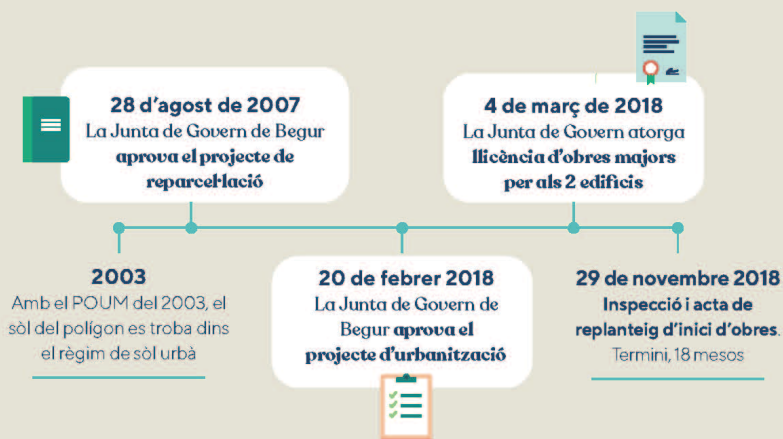 28 d'agost de 2007
La Junta de Govern de Begur
aprova el projecte de
reparcel·lació
4 de març de 2018
La Junta de Govern atorga
llicència d'obres majors
per als 2 edificis
2003
Amb el POUM del 2003, el
sòl del polígon es troba dins
el règim de sòl urbà
20 de febrer 2018
La Junta de Govern de
Begur aprova el
projecte d'urbanització
29 de novembre 2018
Inspecció i acta de
replanteig d'inici d'obres.
Termini, 18 mesos